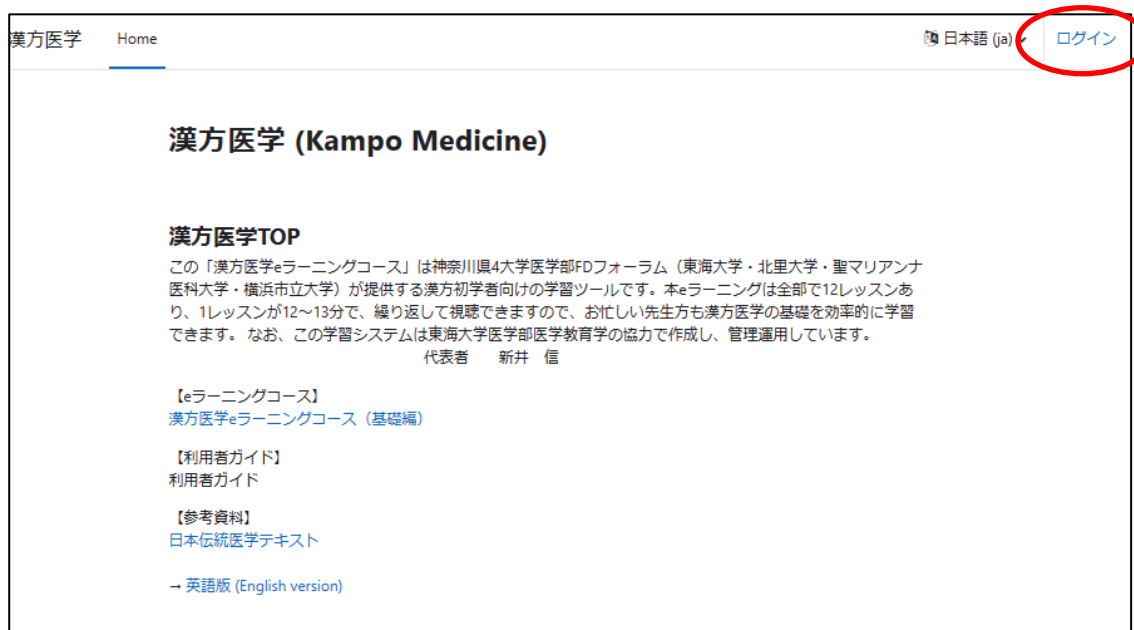 漢方医学 Home 日本語 (ja) ログイン
漢方医学 (Kampo Medicine)
漢方医学TOP
この「漢方医学eラーニングコース」は神奈川県4大学医学部FDフォーラム（東海大学・北里大学・聖マリアンナ
医科大学・横浜市立大学）が提供する漢方初学者向けの学習ツールです。本eラーニングは全部で12レッスンあ
り、1レッスンが12～13分で、繰り返して視聴できますので、お忙しい先生方も漢方医学の基礎を効率的に学習
できます。 なお、この学習システムは東海大学医学部医学教育学の協力で作成し、管理運用しています。
代表者　　新井　信
【eラーニングコース】
漢方医学eラーニングコース（基礎編）
【利用者ガイド】
利用者ガイド
【参考資料】
日本伝統医学テキスト
→ 英語版 (English version)